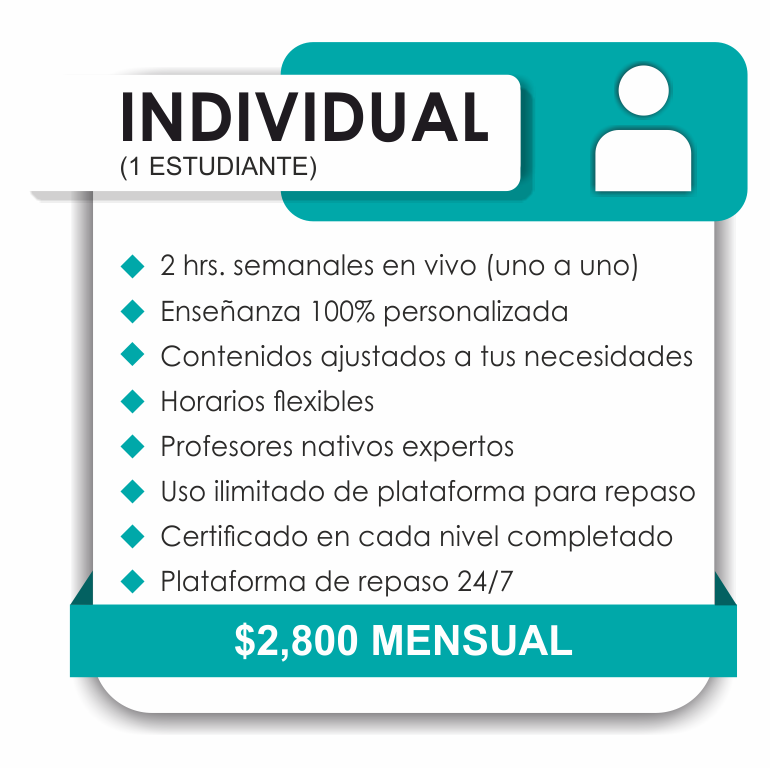 INDIVIDUAL
(1 ESTUDIANTE)
2 hrs. semanales en vivo (uno a uno)
Enseñanza 100% personalizada
Contenidos ajustados a tus necesidades
Horarios flexibles
Profesores nativos expertos
Uso ilimitado de plataforma para repaso
Certificado en cada nivel completado
Plataforma de repaso 24/7
$2,800 MENSUAL